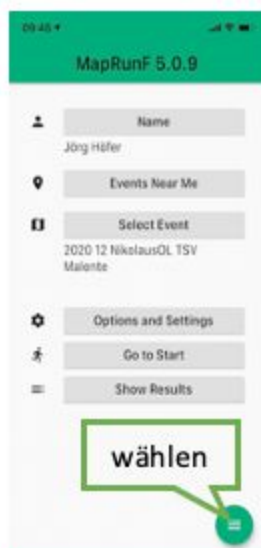 09:46
MapRunF 5.0.9
Name
Jörg Höfer
Events Near Me
Select Event
2020 12 NikolausOL TSV
Malente
Options and Settings
Go to Start
Show Results
wählen